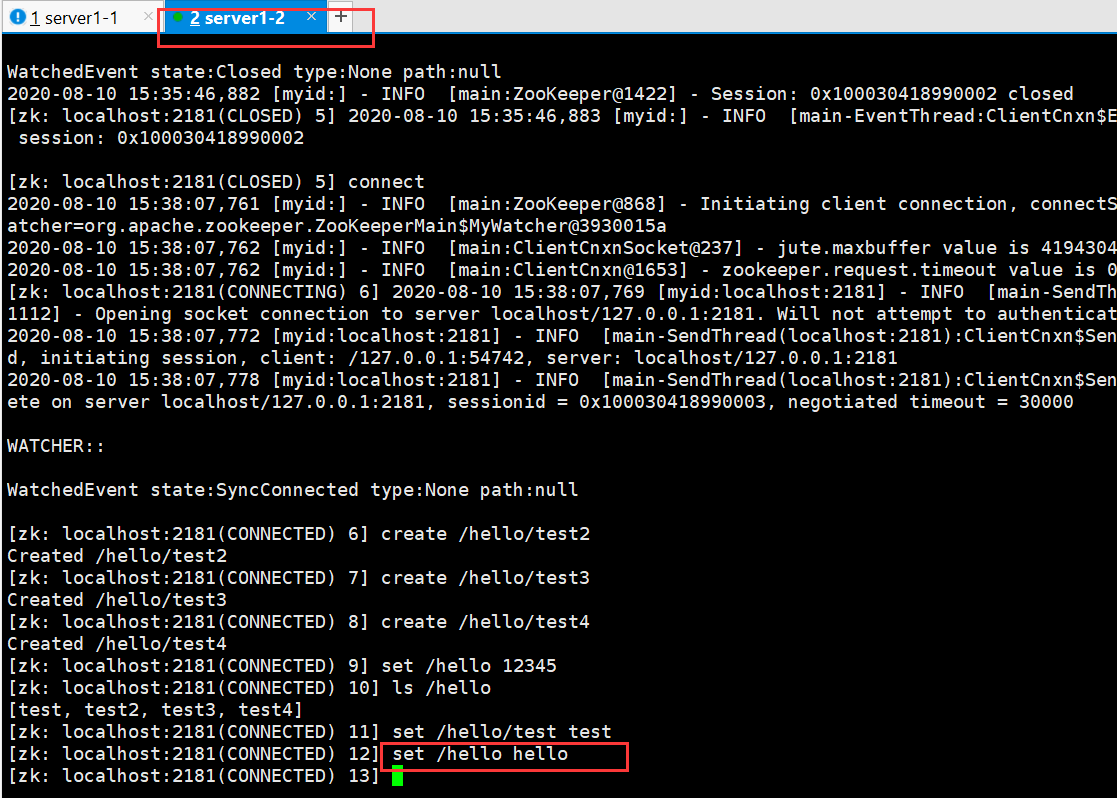 1 server1-1 × 2 server1-2 × +
WatchedEvent state:Closed type:None path:null
2020-08-10 15:35:46,882 [myid:] - INFO  [main:ZooKeeper@1422] - Session: 0x100030418990002 closed
[zk: localhost:2181(CLOSED) 5] 2020-08-10 15:35:46,883 [myid:] - INFO  [main-EventThread:ClientCnxn$E
 session: 0x100030418990002
[zk: localhost:2181(CLOSED) 5] connect
2020-08-10 15:38:07,761 [myid:] - INFO  [main:ZooKeeper@868] - Initiating client connection, connectS
atcher=org.apache.zookeeper.ZooKeeperMain$MyWatcher@3930015a
2020-08-10 15:38:07,762 [myid:] - INFO  [main:ClientCnxnSocket@237] - jute.maxbuffer value is 4194304
2020-08-10 15:38:07,762 [myid:] - INFO  [main:ClientCnxn@1653] - zookeeper.request.timeout value is 0
[zk: localhost:2181(CONNECTING) 6] 2020-08-10 15:38:07,769 [myid:localhost:2181] - INFO  [main-SendTh
1112] - Opening socket connection to server localhost/127.0.0.1:2181. Will not attempt to authenticat
2020-08-10 15:38:07,772 [myid:localhost:2181] - INFO  [main-SendThread(localhost:2181):ClientCnxn$Sen
d, initiating session, client: /127.0.0.1:54742, server: localhost/127.0.0.1:2181
2020-08-10 15:38:07,778 [myid:localhost:2181] - INFO  [main-SendThread(localhost:2181):ClientCnxn$Sen
ete on server localhost/127.0.0.1:2181, sessionid = 0x100030418990003, negotiated timeout = 30000
WATCHER::
WatchedEvent state:SyncConnected type:None path:null
[zk: localhost:2181(CONNECTED) 6] create /hello/test2
Created /hello/test2
[zk: localhost:2181(CONNECTED) 7] create /hello/test3
Created /hello/test3
[zk: localhost:2181(CONNECTED) 8] create /hello/test4
Created /hello/test4
[zk: localhost:2181(CONNECTED) 9] set /hello 12345
[zk: localhost:2181(CONNECTED) 10] ls /hello
[test, test2, test3, test4]
[zk: localhost:2181(CONNECTED) 11] set /hello/test test
[zk: localhost:2181(CONNECTED) 12] set /hello hello
[zk: localhost:2181(CONNECTED) 13]